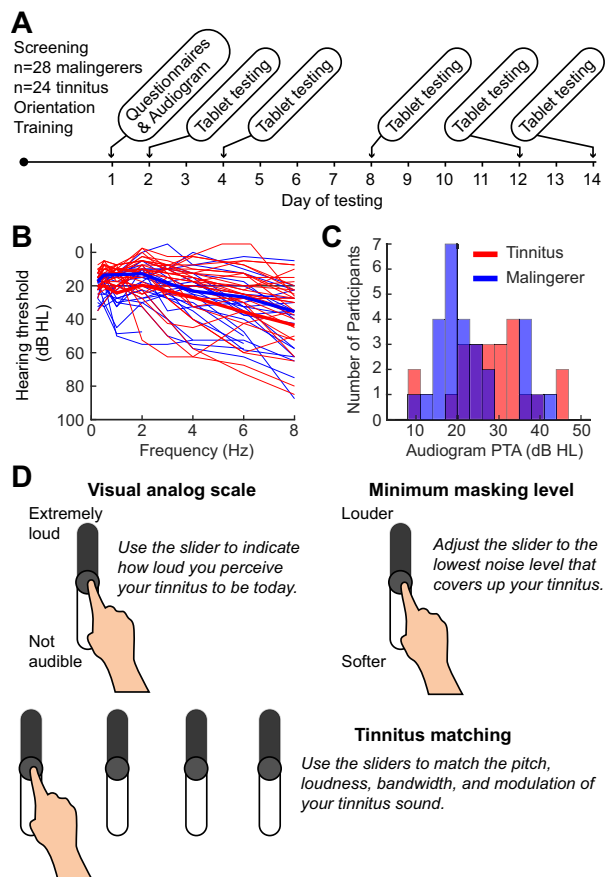 A
Screening
n=28 malingerers
n=24 tinnitus
Orientation
Training
Questionnaires
& Audiogram
Tablet testing
Tablet testing
Tablet testing
Tablet testing
Tablet testing
1 2 3 4 5 6 7 8 9 10 11 12 13 14
Day of testing
B
Hearing threshold
(dB HL)
0
20
40
60
80
100
0 2 4 6 8
Frequency (Hz)
C
Number of Participants
7
6
5
4
3
2
1
0
Tinnitus
Malingerer
10 20 30 40 50
Audiogram PTA (dB HL)
D
Visual analog scale
Extremely
loud
Use the slider to indicate
how loud you perceive
your tinnitus to be today.
Not
audible
Minimum masking level
Louder
Adjust the slider to the
lowest noise level that
covers up your tinnitus.
Softer
Tinnitus matching
Use the sliders to match the pitch,
loudness, bandwidth, and modulation of
your tinnitus sound.